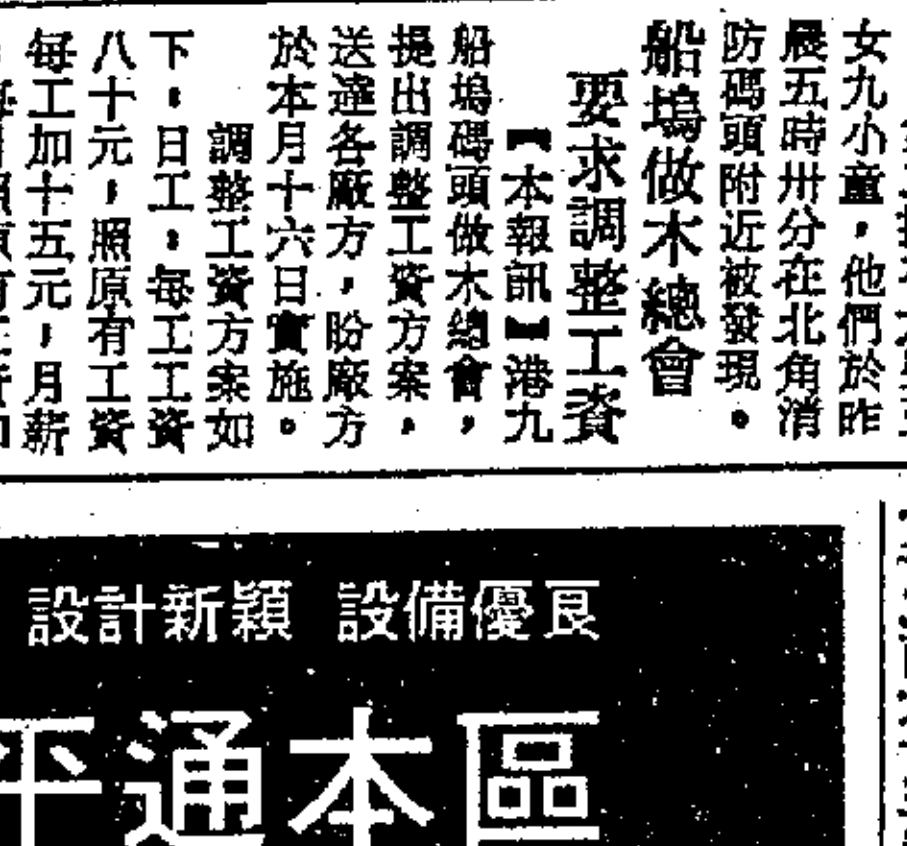 女九小童，他們於昨
晨五時卅分在北角消
防碼頭附近被發現。
船塢做木總會
要求調整工資
【本報訊】港九
船塢碼頭做木總會，
提出調整工資方案，
送達各廠方，盼廠方
於本月十六日實施。
調整工資方案如
下：日工：每工工資
八十元，照原有工資
每工加十五元，月薪
設計新穎 設備優良
平通本區